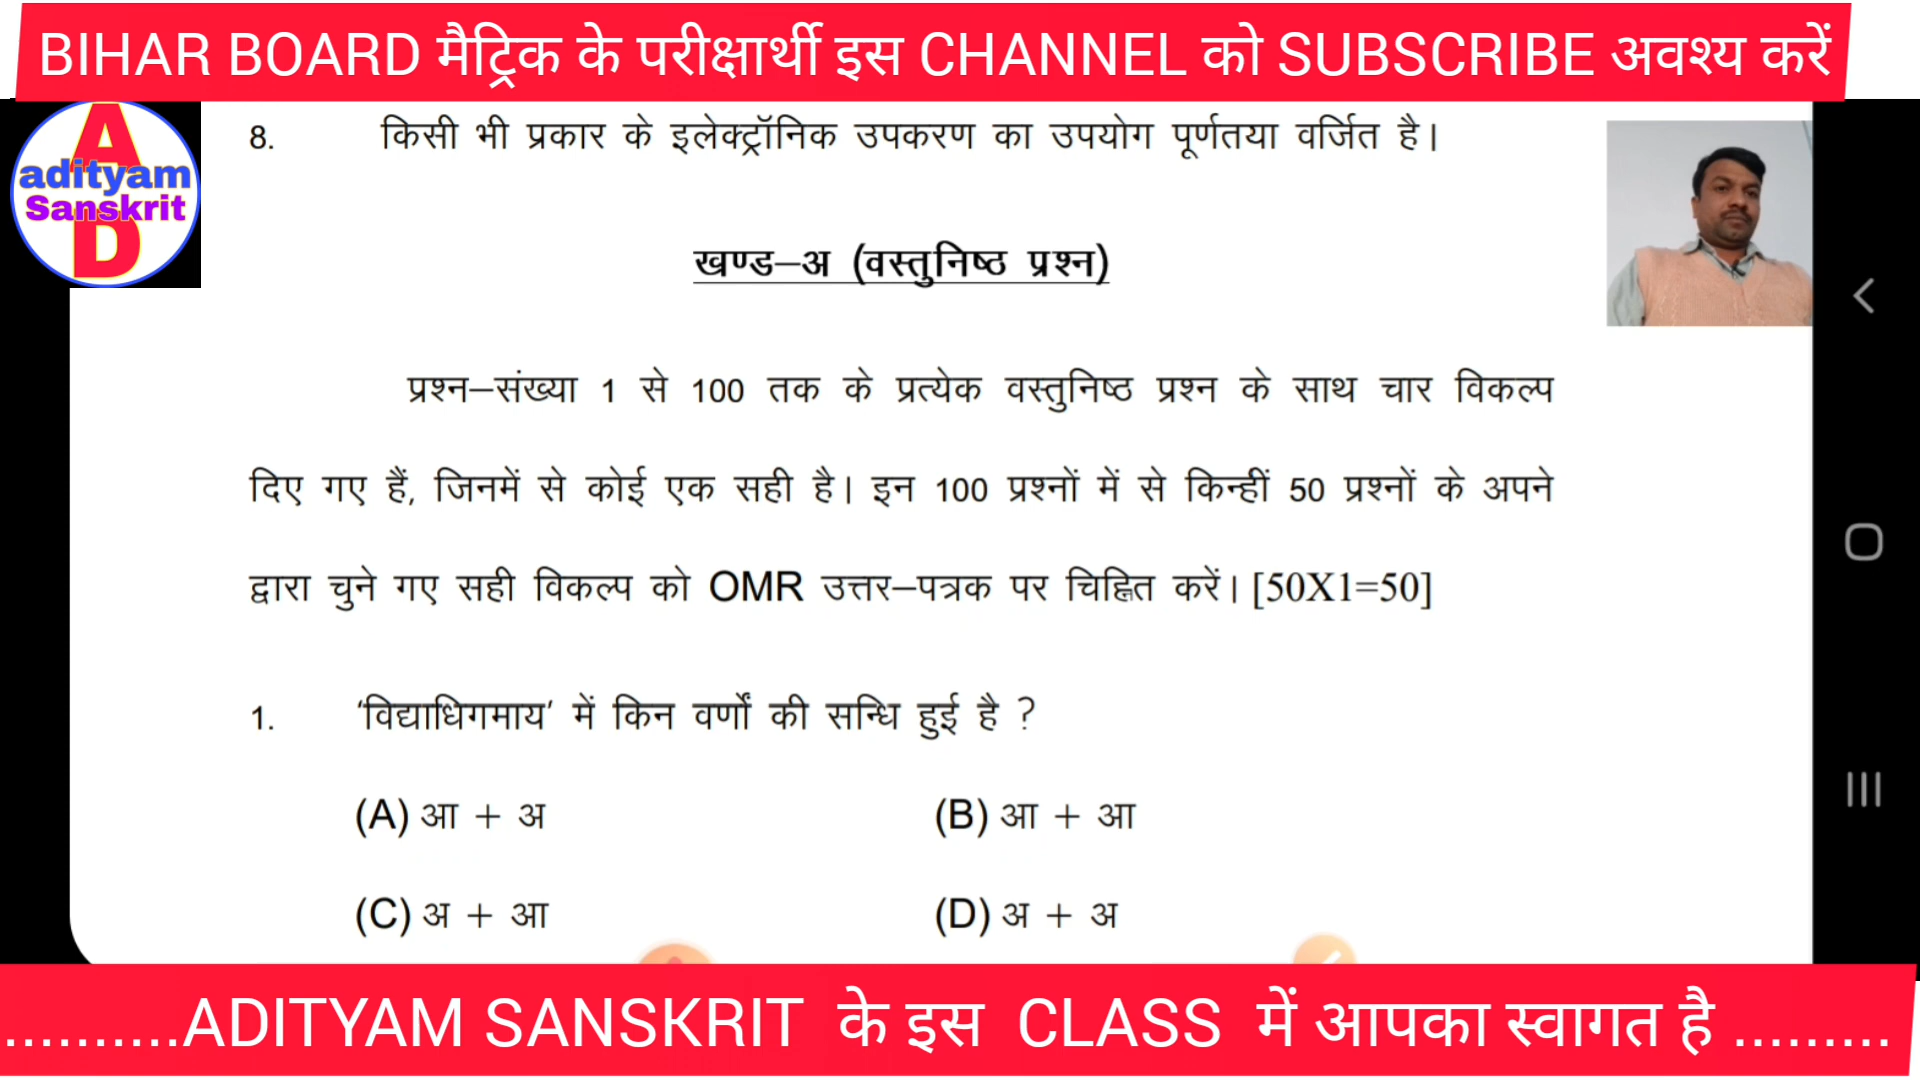 BIHAR BOARD मैट्रिक के परीक्षार्थी इस CHANNEL को SUBSCRIBE अवश्य करें
A
adityam
Sanskrit
D
8. किसी भी प्रकार के इलेक्ट्रॉनिक उपकरण का उपयोग पूर्णतया वर्जित है।
खण्ड–अ (वस्तुनिष्ठ प्रश्न)
प्रश्न–संख्या 1 से 100 तक के प्रत्येक वस्तुनिष्ठ प्रश्न के साथ चार विकल्प
दिए गए हैं, जिनमें से कोई एक सही है। इन 100 प्रश्नों में से किन्हीं 50 प्रश्नों के अपने
द्वारा चुने गए सही विकल्प को OMR उत्तर–पत्रक पर चिह्नित करें। [50X1=50]
1. ‘विद्याधिगमाय’ में किन वर्णों की सन्धि हुई है ?
(A) आ + अ (B) आ + आ
(C) अ + आ (D) अ + अ
..........ADITYAM SANSKRIT के इस CLASS में आपका स्वागत है .........